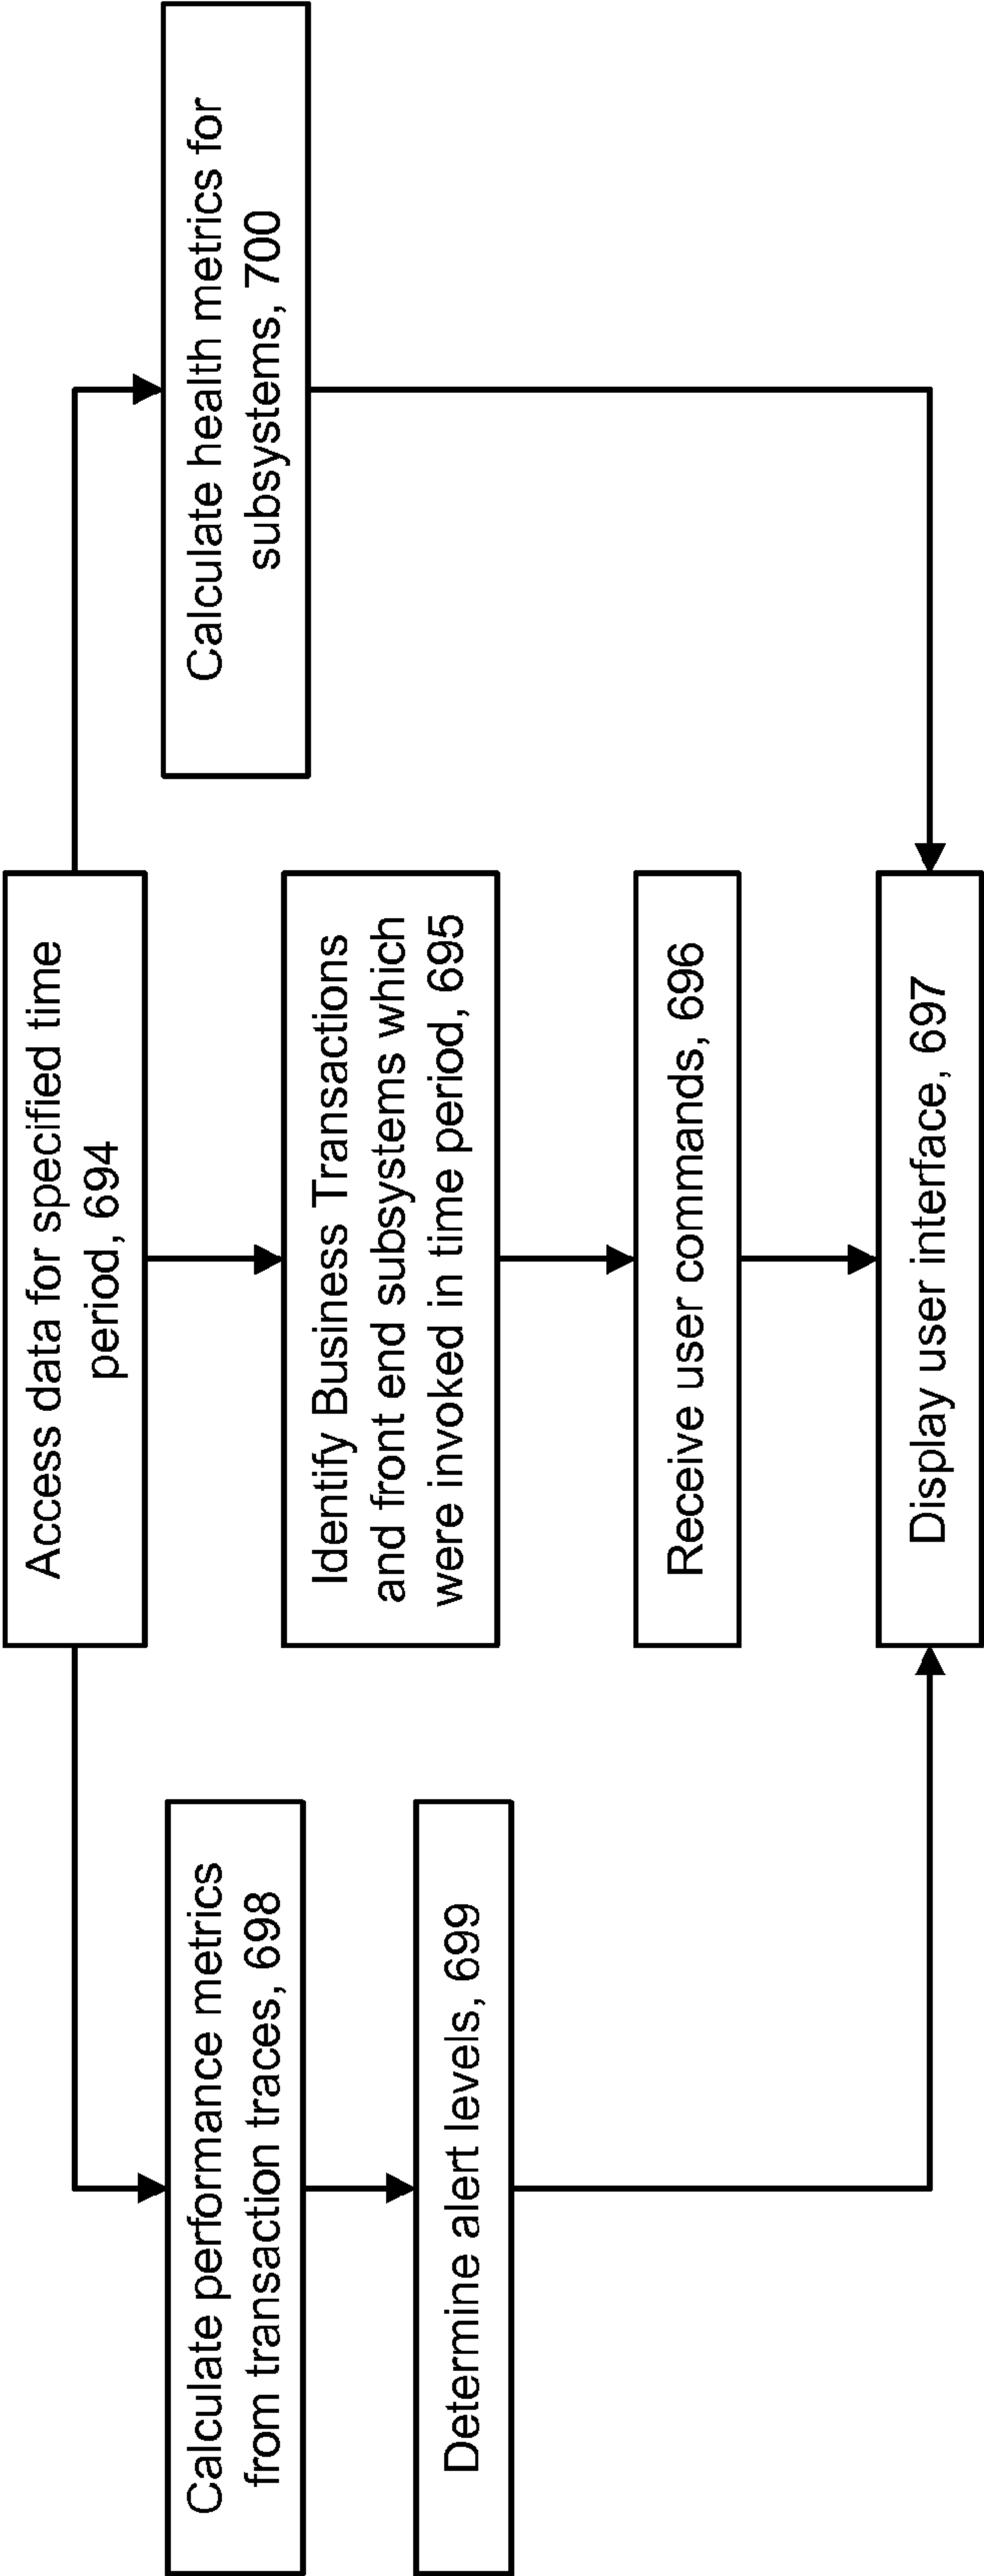 Access data for specified time
period, 694
Calculate performance metrics
from transaction traces, 698
Calculate health metrics for
subsystems, 700
Identify Business Transactions
and front end subsystems which
were invoked in time period, 695
Determine alert levels, 699
Receive user commands, 696
Display user interface, 697